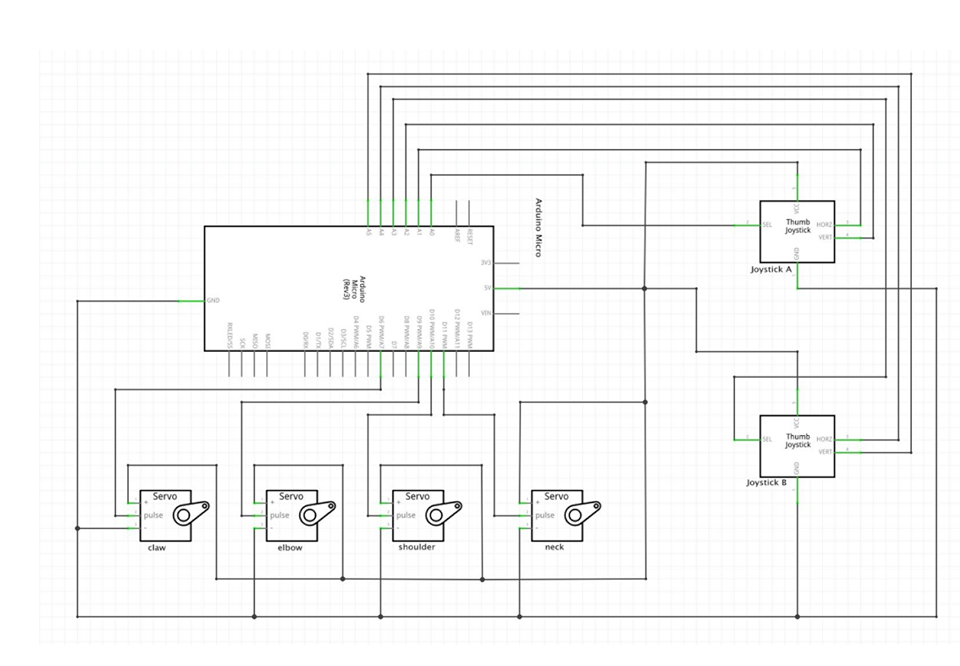 A5
A4
A3
A2
A1
A0
AREF
RESET
Arduino Micro
3V3
5V
VIN
Arduino
Micro
(Rev3)
GND
RXLED/SS
SCK
MISO
MOSI
D0/RX
D1/TX
D2/SDA
D3/SCL
D4 PWM/A6
D5 PWM
D6 PWM/A7
D7
D8 PWM/A8
D9 PWM/A9
D10 PWM/A10
D11 PWM
D12 PWM/A11
D13 PWM
VCC
SEL
Thumb
Joystick
HORZ
VERT
GND
Joystick A
VCC
SEL
Thumb
Joystick
HORZ
VERT
GND
Joystick B
Servo
+
pulse
-
claw
Servo
+
pulse
-
elbow
Servo
+
pulse
-
shoulder
Servo
+
pulse
-
neck